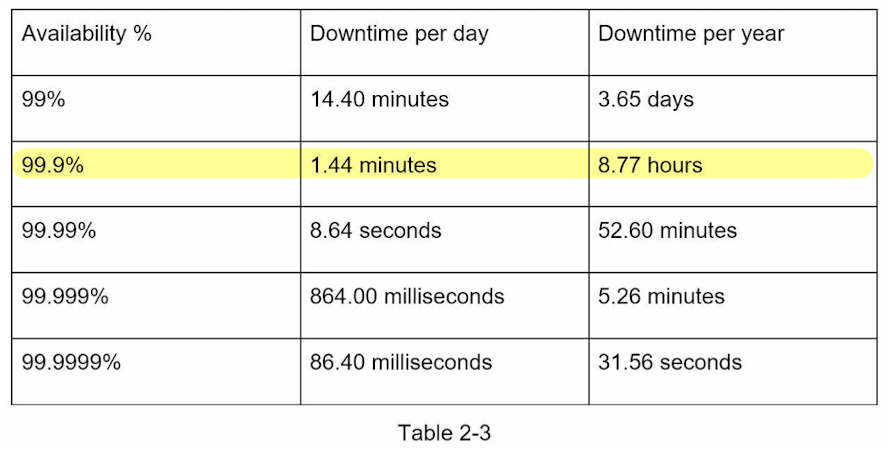 Availability % Downtime per day Downtime per year
99% 14.40 minutes 3.65 days
99.9% 1.44 minutes 8.77 hours
99.99% 8.64 seconds 52.60 minutes
99.999% 864.00 milliseconds 5.26 minutes
99.9999% 86.40 milliseconds 31.56 seconds
Table 2-3